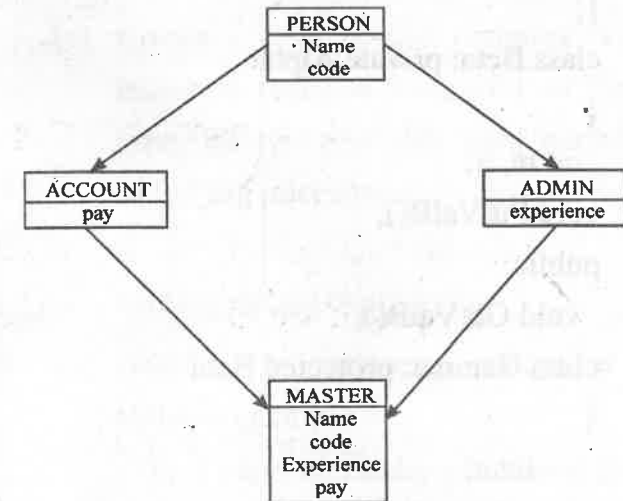 PERSON
Name
code
ACCOUNT
pay
ADMIN
experience
MASTER
Name
code
Experience
pay